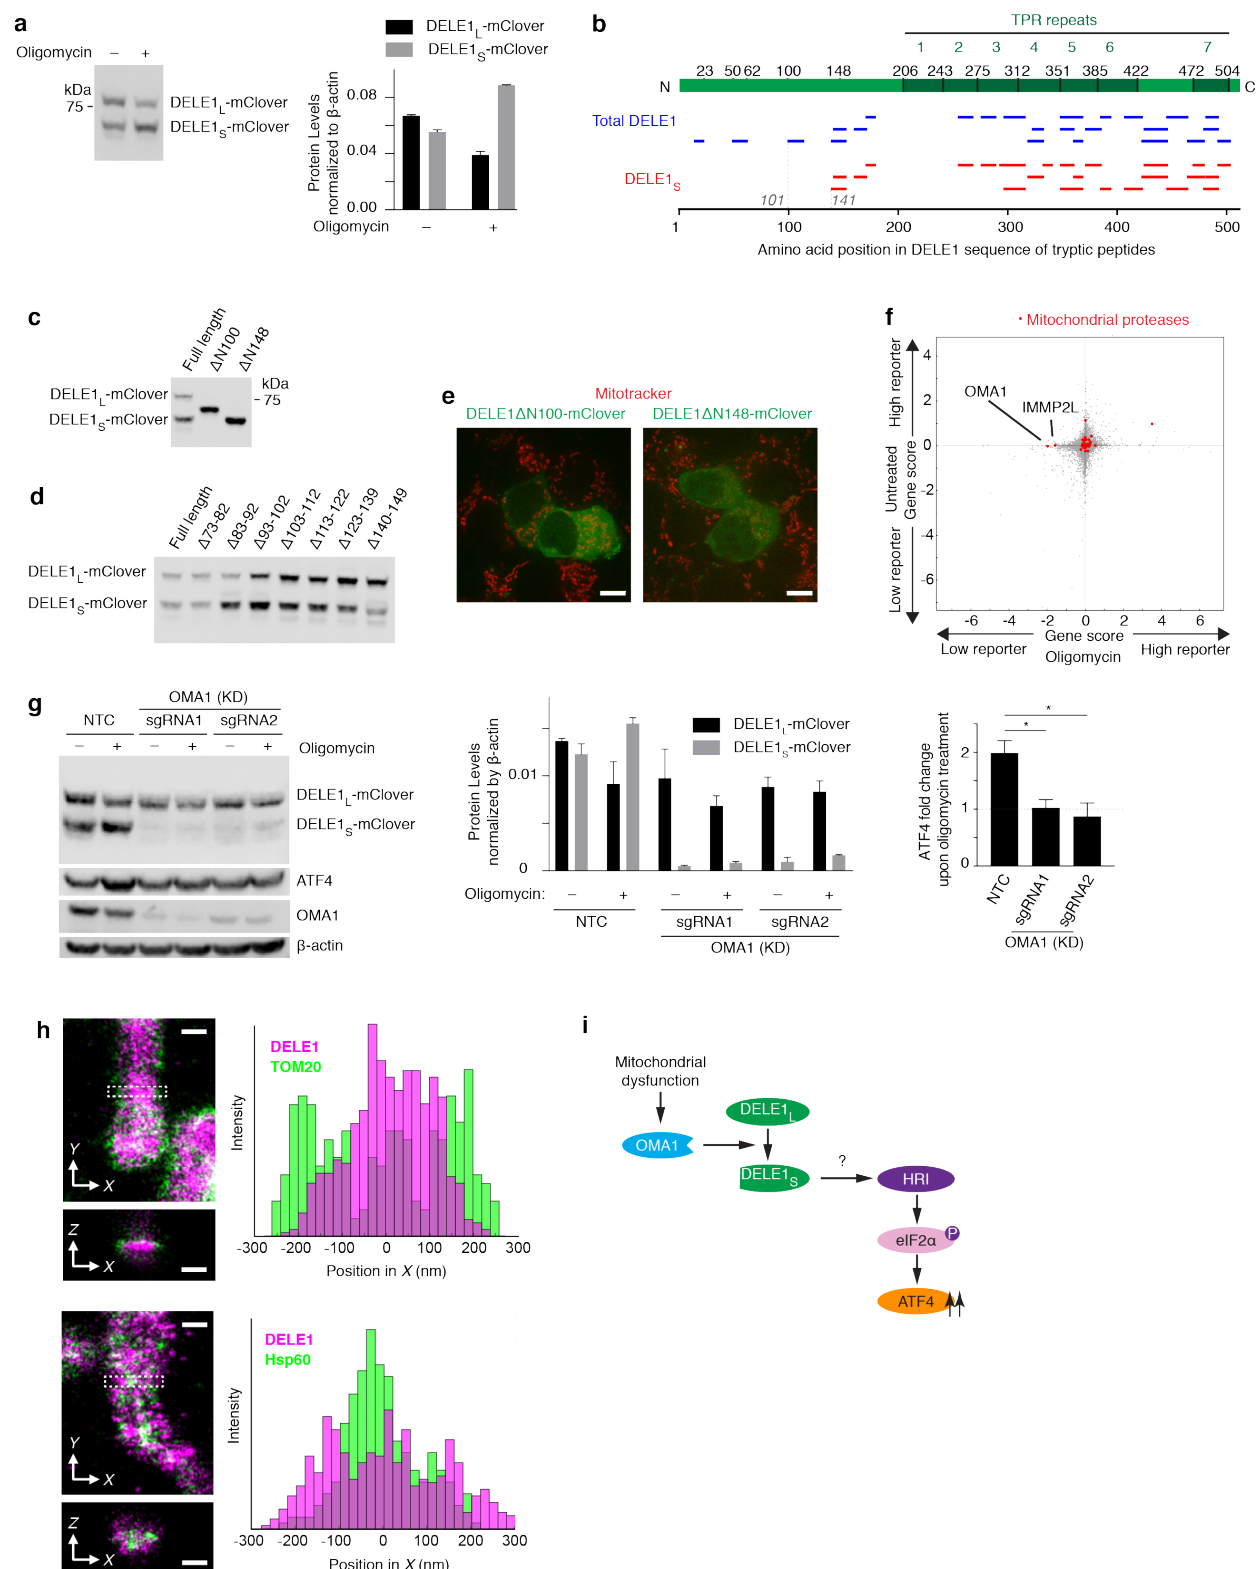 a
Oligomycin – +
kDa
75
DELE1L-mClover
DELE1S-mClover
DELE1L-mClover
DELE1S-mClover
Protein Levels
normalized to β-actin
0.08
0.04
0.00
Oligomycin – +
b
TPR repeats
1 2 3 4 5 6 7
23 50 62 100 148 206 243 275 312 351 385 422 472 504
N C
Total DELE1
DELE1S
101 141
1 100 200 300 400 500
Amino acid position in DELE1 sequence of tryptic peptides
c
Full length
ΔN100
ΔN148
kDa
75
DELE1L-mClover
DELE1S-mClover
d
Full length
Δ73-82
Δ83-92
Δ93-102
Δ103-112
Δ113-122
Δ123-139
Δ140-149
DELE1L-mClover
DELE1S-mClover
e
Mitotracker
DELE1ΔN100-mClover DELE1ΔN148-mClover
f
Mitochondrial proteases
High reporter
Untreated
Gene score
Low reporter
4
2
0
-2
-4
-6
OMA1
IMMP2L
-6 -4 -2 0 2 4 6
Low reporter Gene score High reporter
Oligomycin
g
OMA1 (KD)
NTC sgRNA1 sgRNA2
– + – + – + Oligomycin
DELE1L-mClover
DELE1S-mClover
ATF4
OMA1
β-actin
Protein Levels
normalized by β-actin
0.01
0
DELE1L-mClover
DELE1S-mClover
Oligomycin: – + – + – +
NTC sgRNA1 sgRNA2
OMA1 (KD)
ATF4 fold change
upon oligomycin treatment
2
1
0
*
*
NTC
sgRNA1
sgRNA2
OMA1 (KD)
h
Y
X
Z
X
DELE1
TOM20
Intensity
-300 -200 -100 0 100 200 300
Position in X (nm)
Y
X
Z
X
DELE1
Hsp60
Intensity
-300 -200 -100 0 100 200 300
Position in X (nm)
i
Mitochondrial
dysfunction
OMA1
DELE1L
DELE1S
?
HRI
eIF2α
P
ATF4